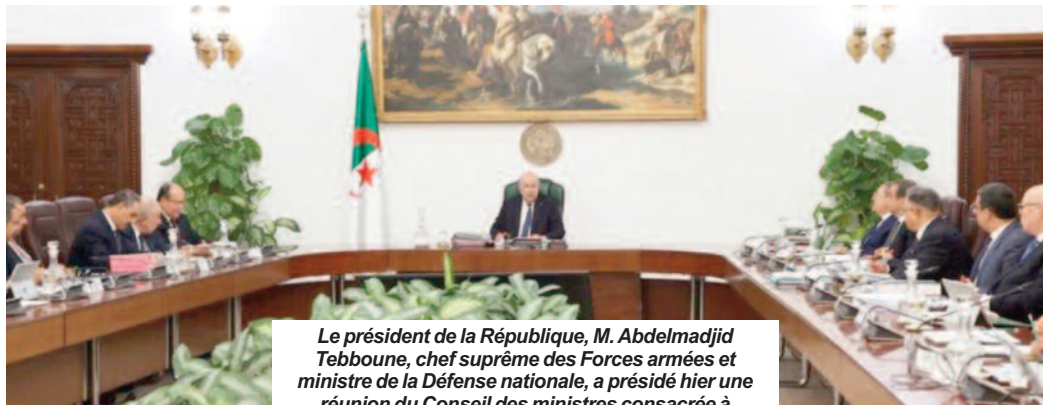 Le président de la République, M. Abdelmadjid
Tebboune, chef suprême des Forces armées et
ministre de la Défense nationale, a présidé hier une
réunion du Conseil des ministres consacrée à